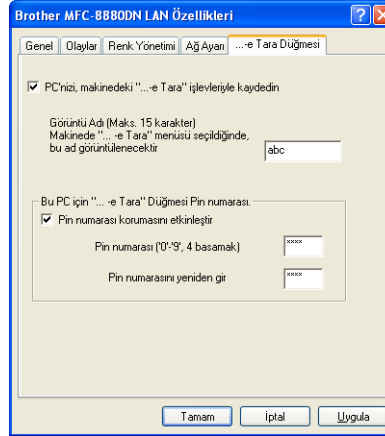 Brother MFC-8880DN LAN Özellikleri
Genel Olaylar Renk Yönetimi Ağ Ayarı ...-e Tara Düğmesi
PC'nizi, makinedeki "...-e Tara" işlevleriyle kaydedin
Görüntü Adı (Maks. 15 karakter)
Makinede "... -e Tara" menüsü seçildiğinde,
bu ad görüntülenecektir
abc
Bu PC için "... -e Tara" Düğmesi Pin numarası.
Pin numarası korumasını etkinleştir
Pin numarası ('0'-'9', 4 basamak) ****
Pin numarasını yeniden gir ****
Tamam İptal Uygula